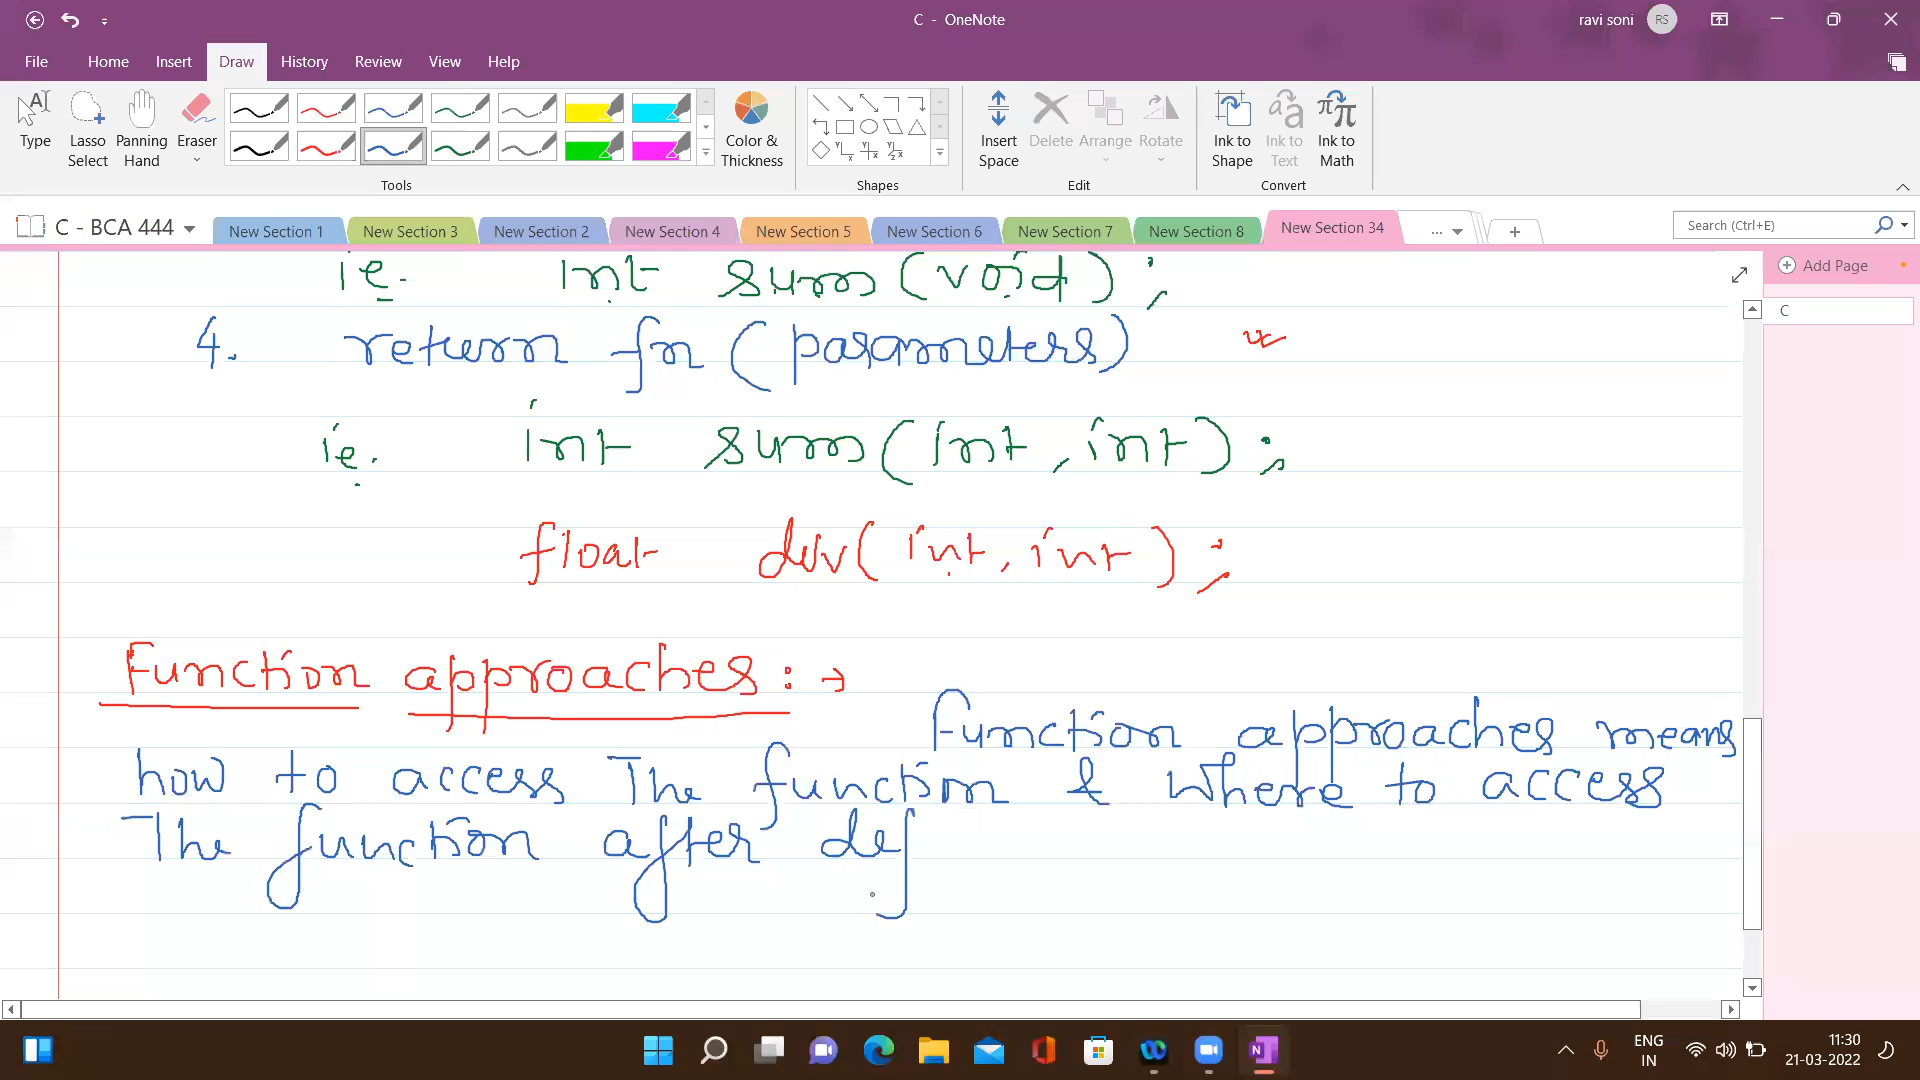 C - OneNote
ravi soni RS
File Home Insert Draw History Review View Help
Type Lasso Select Panning Hand Eraser Color & Thickness Insert Space Delete Arrange Rotate Ink to Shape Ink to Text Ink to Math
Tools Shapes Edit Convert
C - BCA 444 New Section 1 New Section 3 New Section 2 New Section 4 New Section 5 New Section 6 New Section 7 New Section 8 New Section 34 ... + Search (Ctrl+E)
Add Page
C
ie. int sum (void) ;
4. return fn (parameters)
ie. int sum (int, int) ;
float div (int, int) ;
Function approaches : →
function approaches means
how to access The function & where to access
The function after def
ENG
IN
11:30
21-03-2022